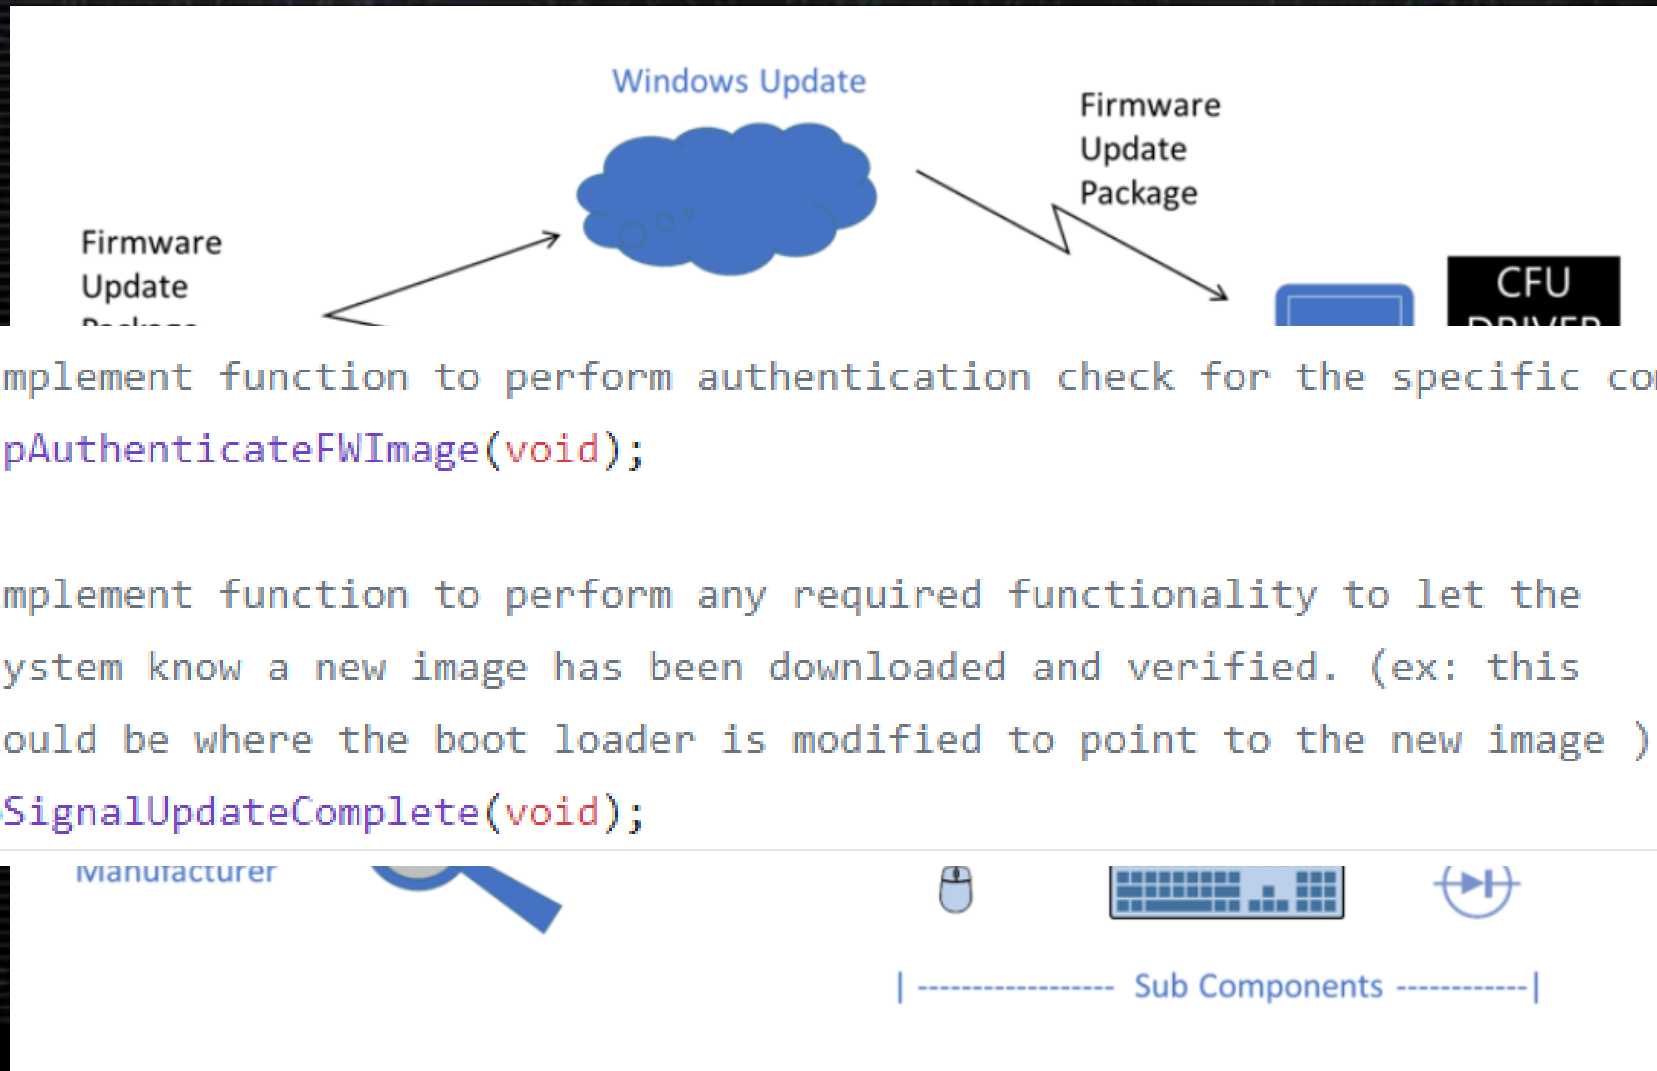 Windows Update
Firmware
Update
Package
Firmware
Update
Package
CFU
DRIVER
mplement function to perform authentication check for the specific co
pAuthenticateFWImage(void);
mplement function to perform any required functionality to let the
ystem know a new image has been downloaded and verified. (ex: this
ould be where the boot loader is modified to point to the new image )
SignalUpdateComplete(void);
Manufacturer
|------------------ Sub Components ------------|